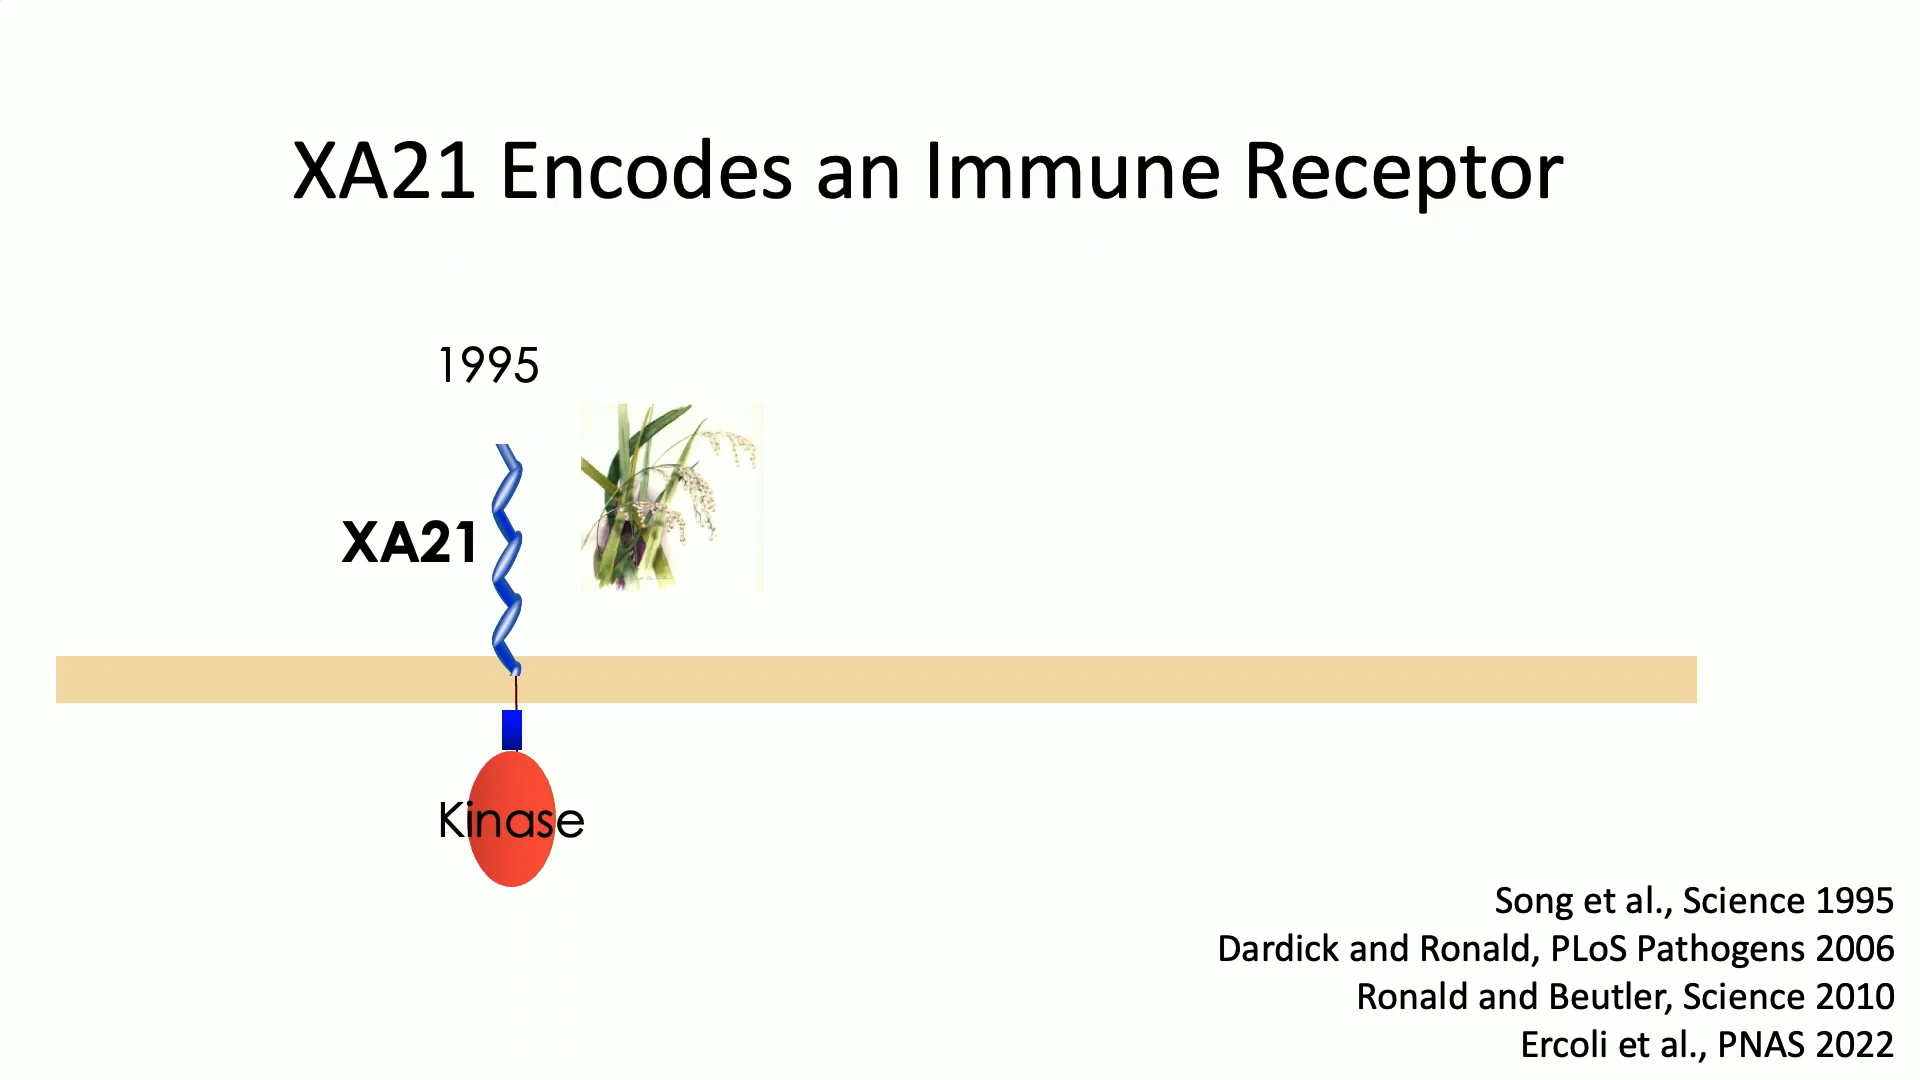 XA21 Encodes an Immune Receptor
1995
XA21
Kinase
Song et al., Science 1995
Dardick and Ronald, PLoS Pathogens 2006
Ronald and Beutler, Science 2010
Ercoli et al., PNAS 2022